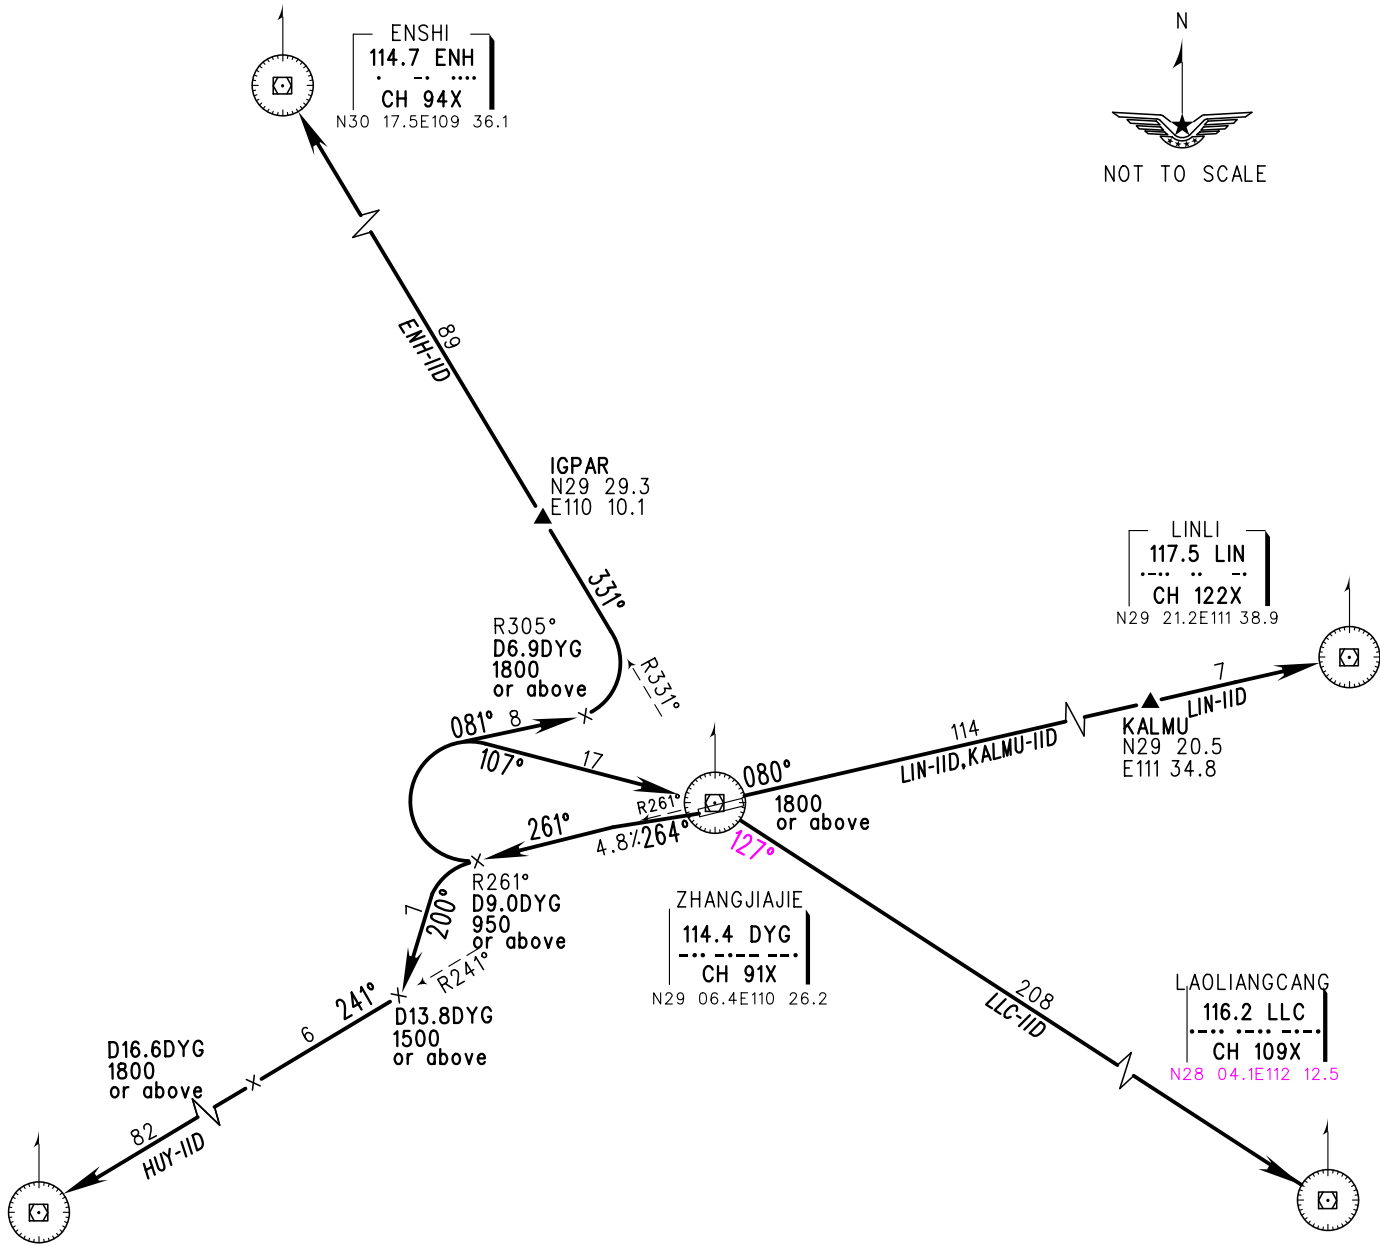 ENSHI
114.7 ENH
CH 94X
N30 17.5E109 36.1
N
NOT TO SCALE
89
ENH-IID
IGPAR
N29 29.3
E110 10.1
331°
R331°
R305°
D6.9DYG
1800
or above
081°
8
107°
17
LINLI
117.5 LIN
CH 122X
N29 21.2E111 38.9
7
LIN-IID
KALMU
N29 20.5
E111 34.8
114
LIN-IID,KALMU-IID
080°
1800
or above
R261°
264°
4.8%
261°
127°
R261°
D9.0DYG
950
or above
7
200°
R241°
ZHANGJIAJIE
114.4 DYG
CH 91X
N29 06.4E110 26.2
208
LLC-IID
LAOLIANGCANG
116.2 LLC
CH 109X
N28 04.1E112 12.5
241°
6
D13.8DYG
1500
or above
D16.6DYG
1800
or above
82
HUY-IID